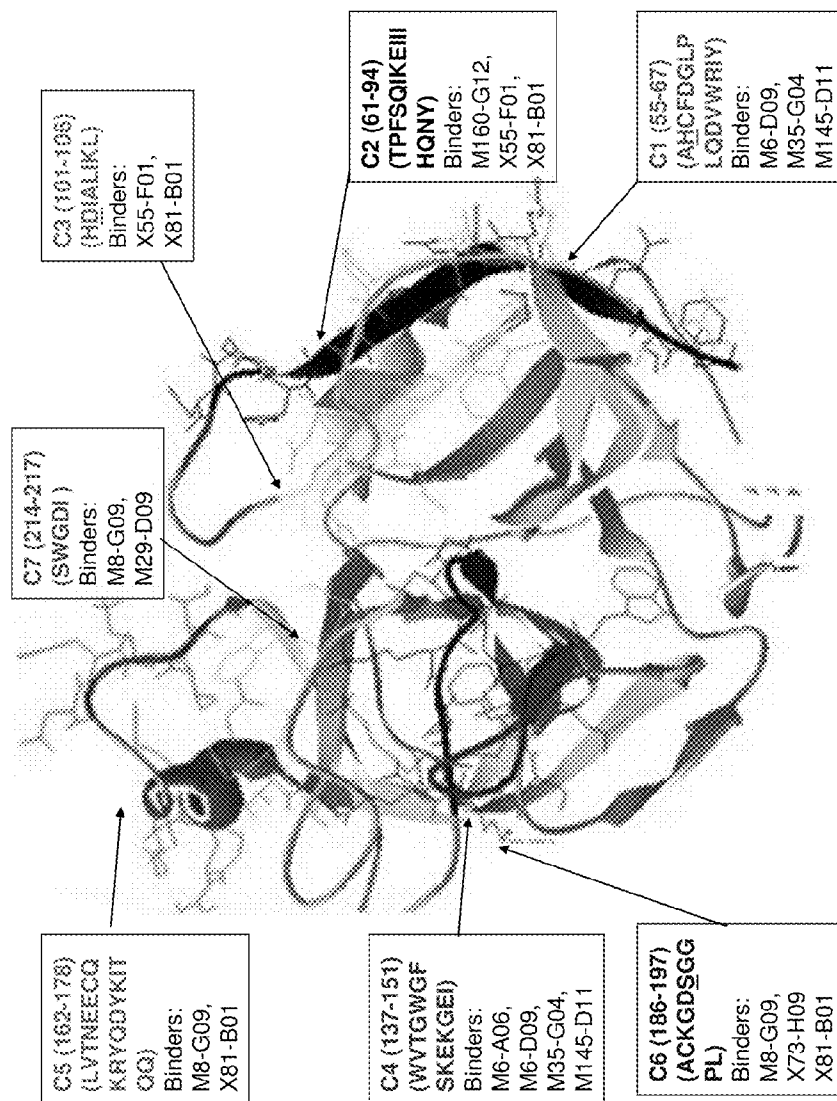 C5 (162-178)
(LVTNEECQ
KRYQDYKIT
QQ)
Binders:
M8-G09,
X81-B01
C7 (214-217)
(SWGDI )
Binders:
M8-G09,
M29-D09
C3 (101-106)
(HDIALIKL)
Binders:
X55-F01,
X81-B01
C4 (137-151)
(WVTGWGF
SKEKGEI)
Binders:
M6-A06,
M6-D09,
M35-G04,
M145-D11
C2 (61-94)
(TPFSQIKEIII
HQNY)
Binders:
M160-G12,
X55-F01,
X81-B01
C6 (186-197)
(ACKGDSGG
PL)
Binders:
M8-G09,
X73-H09
X81-B01
C1 (55-67)
(AHCFDGLP
LQDVWRIY)
Binders:
M6-D09,
M35-G04
M145-D11